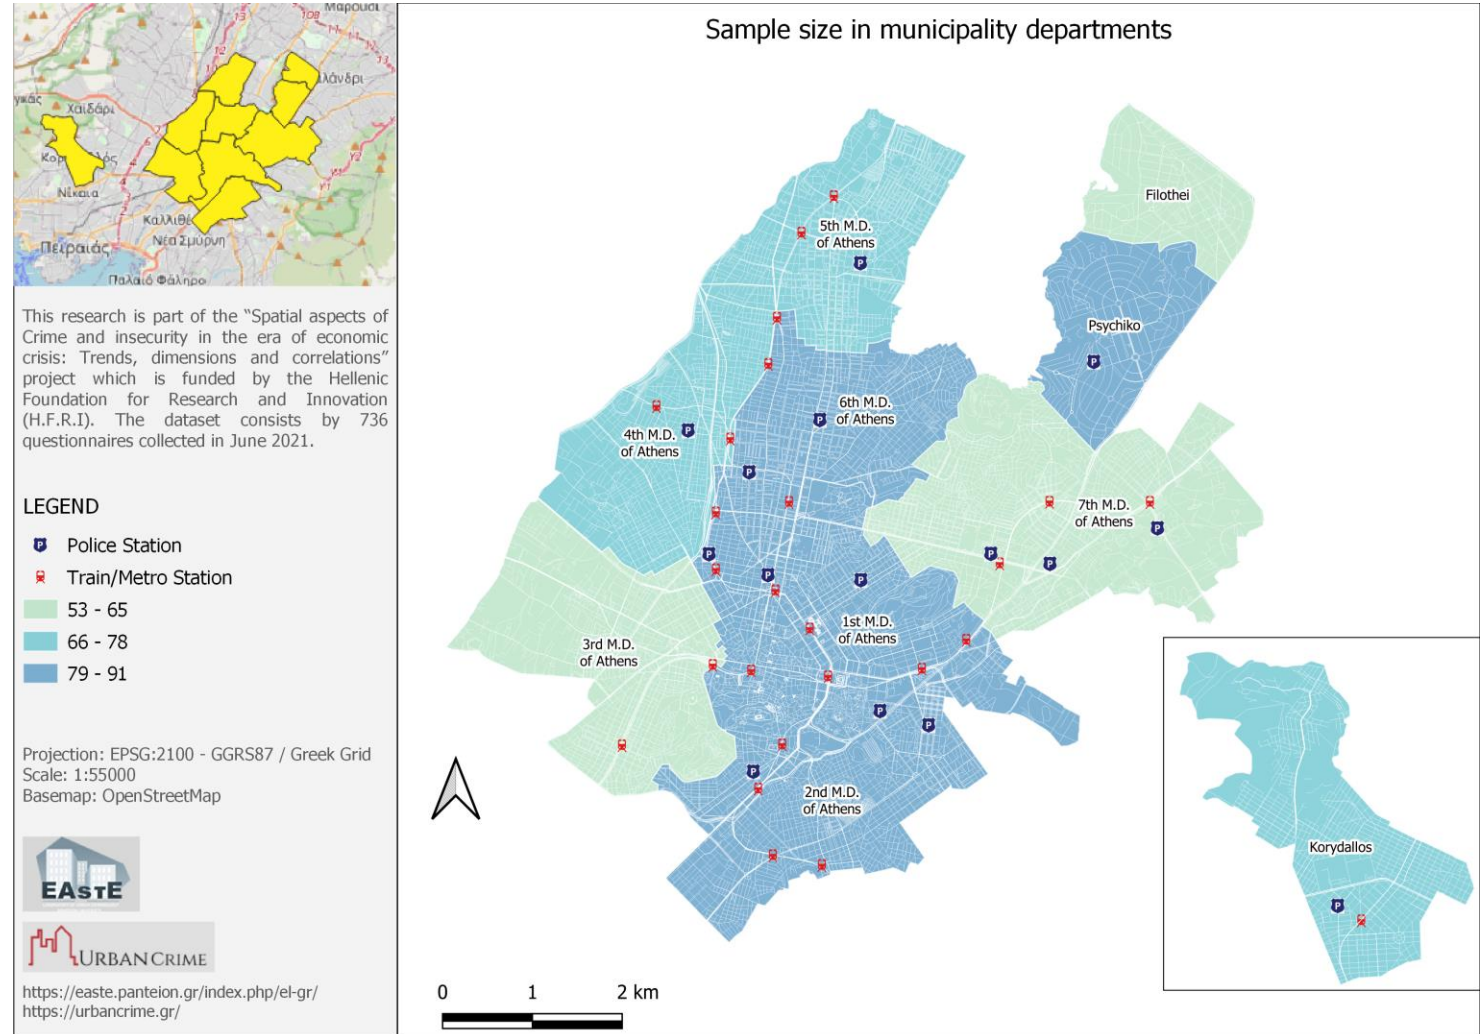 Μαρούσι
λάνδρι
γκάς
Χαϊδάρι
Νίκαια
Καλλιθέ
Νέα Σμύρνη
Πειραιάς
Παλαιό Φάληρο
This research is part of the “Spatial aspects of
Crime and insecurity in the era of economic
crisis: Trends, dimensions and correlations”
project which is funded by the Hellenic
Foundation for Research and Innovation
(H.F.R.I). The dataset consists by 736
questionnaires collected in June 2021.
LEGEND
P Police Station
Train/Metro Station
53 - 65
66 - 78
79 - 91
Projection: EPSG:2100 - GGRS87 / Greek Grid
Scale: 1:55000
Basemap: OpenStreetMap
EASTE
URBAN CRIME
https://easte.panteion.gr/index.php/el-gr/
https://urbancrime.gr/
Sample size in municipality departments
Filothei
5th M.D.
of Athens
Psychiko
6th M.D.
of Athens
4th M.D.
of Athens
7th M.D.
of Athens
1st M.D.
of Athens
3rd M.D.
of Athens
2nd M.D.
of Athens
Korydallos
0 1 2 km